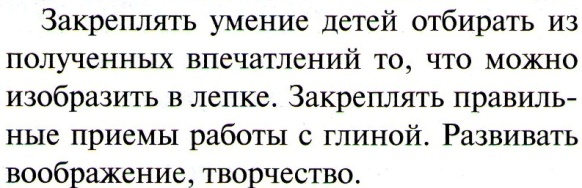 Закреплять умение детей отбирать из
полученных впечатлений то, что можно
изобразить в лепке. Закреплять правиль-
ные приемы работы с глиной. Развивать
воображение, творчество.